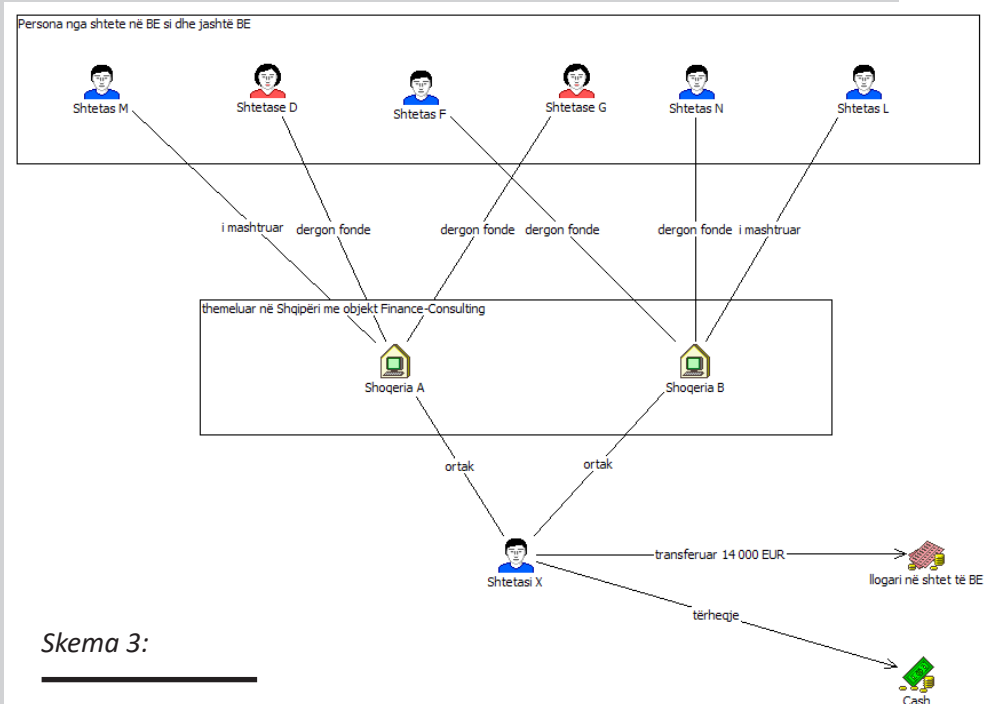 Persona nga shtete në BE si dhe jashtë BE
Shtetas M
Shtetase D
Shtetas F
Shtetase G
Shtetas N
Shtetas L
i mashtruar
dergon fonde
dergon fonde
dergon fonde
dergon fonde
i mashtruar
themeluar në Shqipëri me objekt Finance-Consulting
Shoqeria A
Shoqeria B
ortak
ortak
Shtetasi X
transferuar 14 000 EUR
llogari në shtet të BE
tërheqje
Cash
Skema 3: